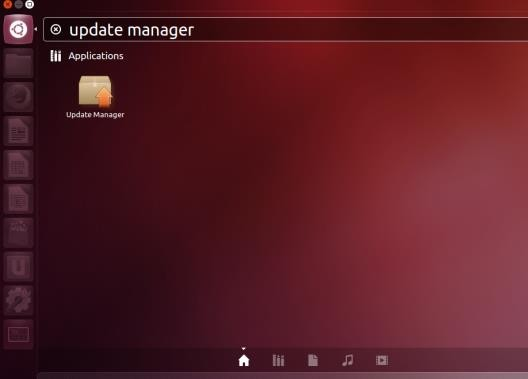 update manager
Applications
Update Manager